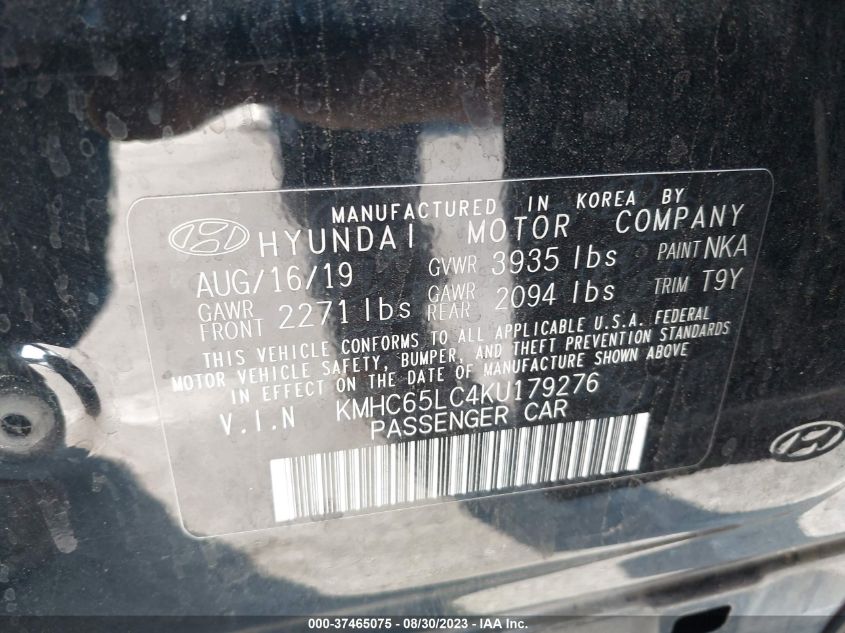 MANUFACTURED IN KOREA BY
HYUNDAI MOTOR COMPANY
AUG/16/19 GVWR 3935 lbs PAINT NKA
GAWR FRONT 2271 lbs GAWR REAR 2094 lbs TRIM T9Y
THIS VEHICLE CONFORMS TO ALL APPLICABLE U.S.A. FEDERAL
MOTOR VEHICLE SAFETY, BUMPER, AND THEFT PREVENTION STANDARDS
IN EFFECT ON THE DATE OF MANUFACTURE SHOWN ABOVE
V.I.N KMHC65LC4KU179276
PASSENGER CAR
000-37465075 - 08/30/2023 - IAA Inc.